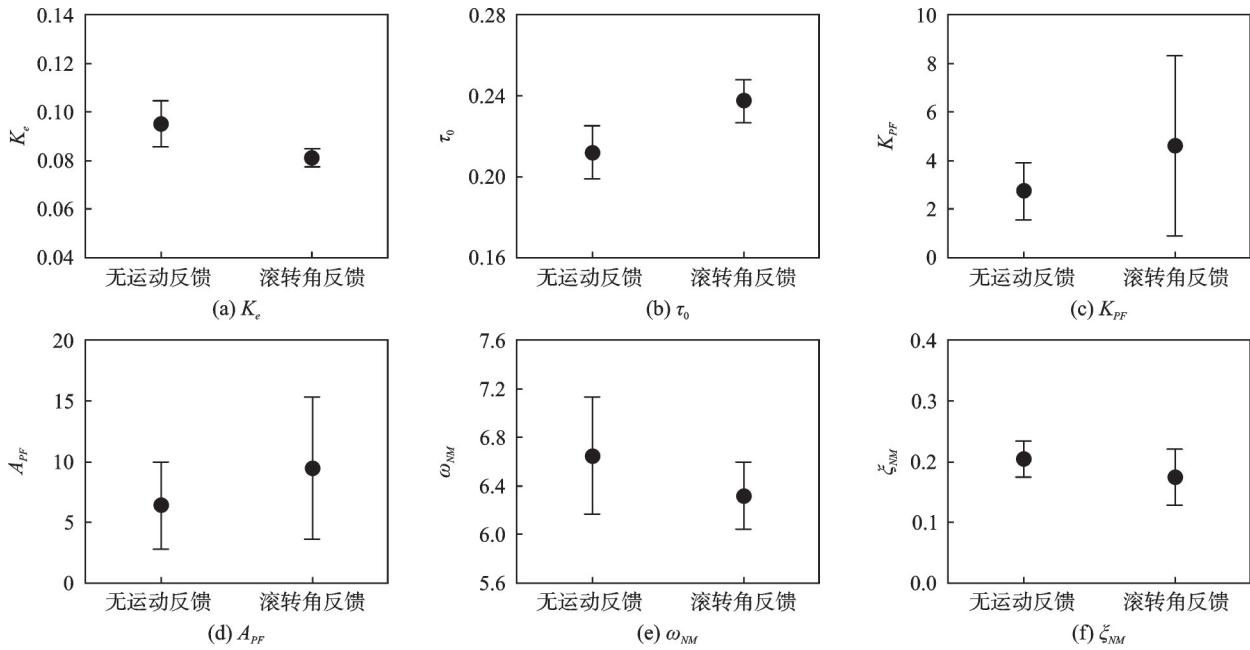 0.14
0.12
0.10
0.08
0.06
0.04
K_e
无运动反馈 滚转角反馈
(a) K_e
0.28
0.24
0.20
0.16
τ_0
无运动反馈 滚转角反馈
(b) τ_0
10
8
6
4
2
0
K_PF
无运动反馈 滚转角反馈
(c) K_PF
20
15
10
5
0
A_PF
无运动反馈 滚转角反馈
(d) A_PF
7.6
7.2
6.8
6.4
6.0
5.6
ω_NM
无运动反馈 滚转角反馈
(e) ω_NM
0.4
0.3
0.2
0.1
0.0
ξ_NM
无运动反馈 滚转角反馈
(f) ξ_NM